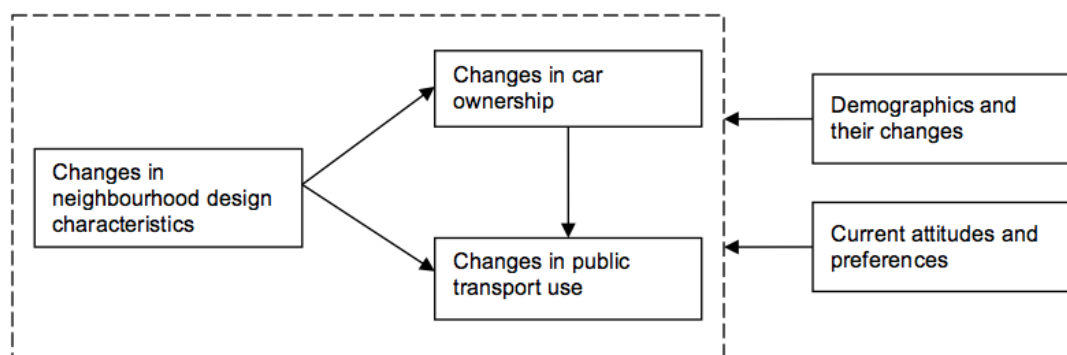 Changes in car
ownership
Demographics and
their changes
Changes in
neighbourhood design
characteristics
Current attitudes and
preferences
Changes in public
transport use